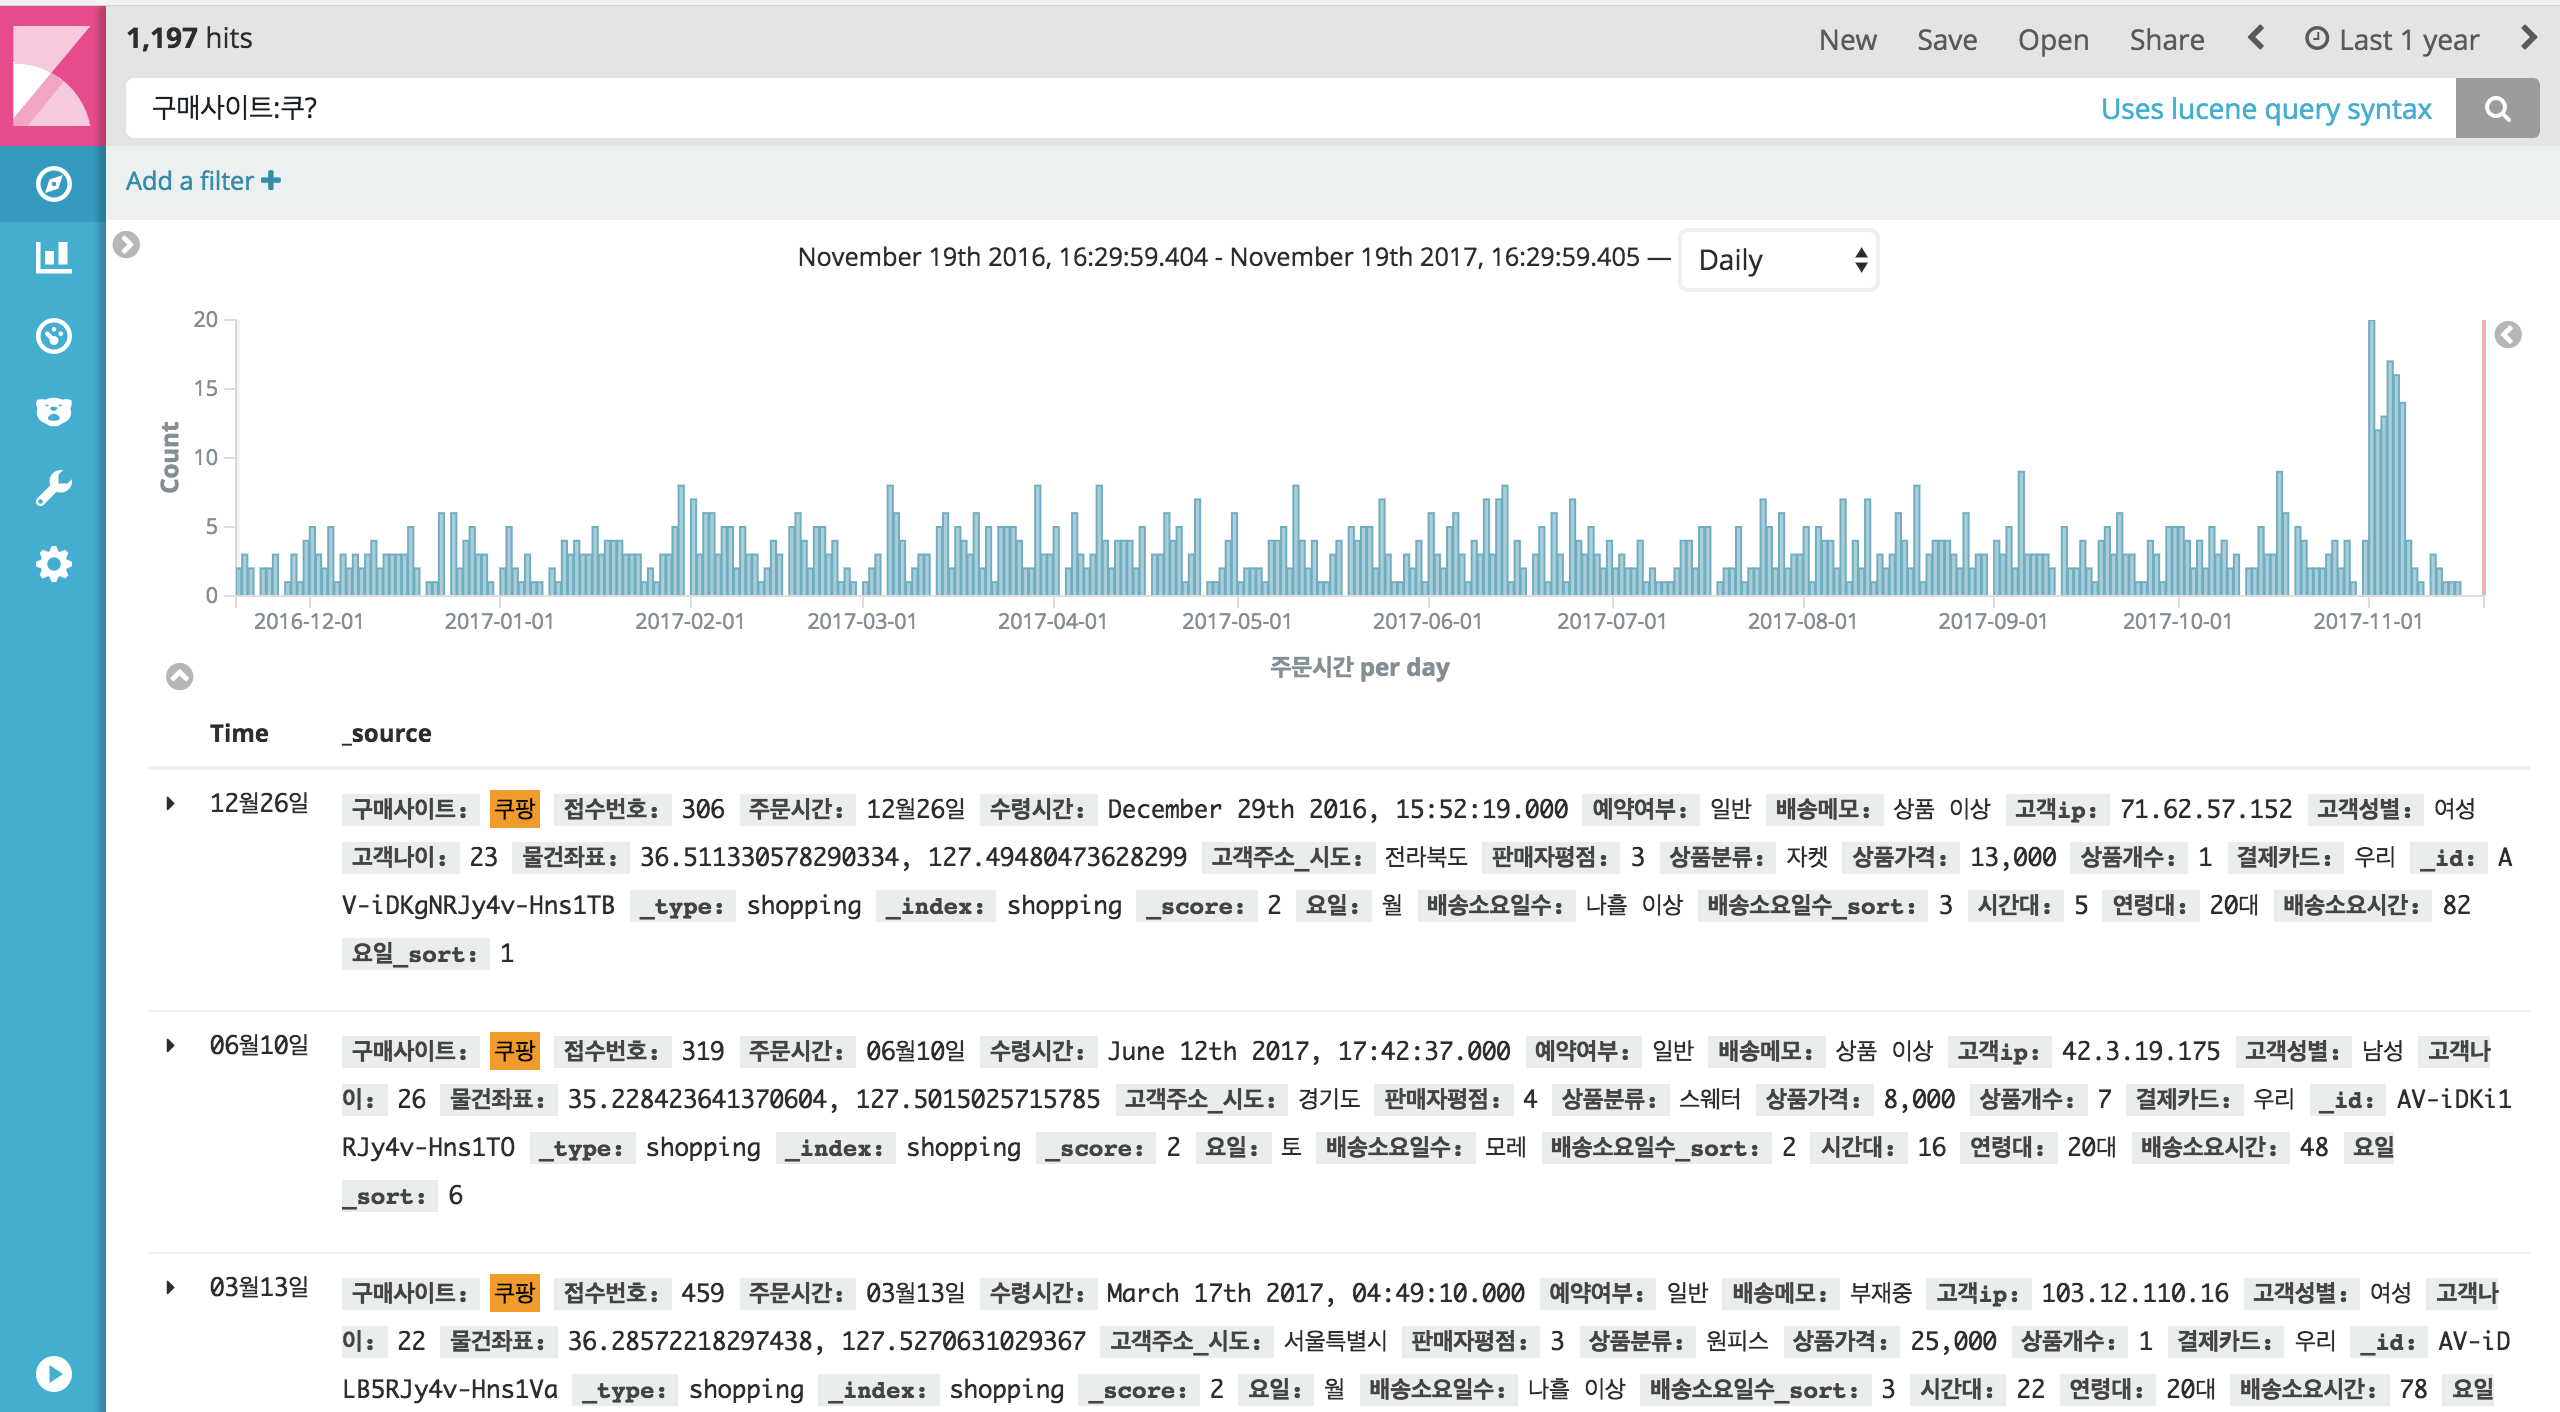 1,197 hits
New Save Open Share Last 1 year
구매사이트:쿠?
Uses lucene query syntax
Add a filter
November 19th 2016, 16:29:59.404 - November 19th 2017, 16:29:59.405 — Daily
20
15
10
5
0
Count
2016-12-01 2017-01-01 2017-02-01 2017-03-01 2017-04-01 2017-05-01 2017-06-01 2017-07-01 2017-08-01 2017-09-01 2017-10-01 2017-11-01
주문시간 per day
Time _source
12월26일 구매사이트: 쿠팡 접수번호: 306 주문시간: 12월26일 수령시간: December 29th 2016, 15:52:19.000 예약여부: 일반 배송메모: 상품 이상 고객ip: 71.62.57.152 고객성별: 여성
고객나이: 23 물건좌표: 36.511330578290334, 127.49480473628299 고객주소_시도: 전라북도 판매자평점: 3 상품분류: 자켓 상품가격: 13,000 상품개수: 1 결제카드: 우리 _id: A
V-iDKgNRJy4v-Hns1TB _type: shopping _index: shopping _score: 2 요일: 월 배송소요일수: 나흘 이상 배송소요일수_sort: 3 시간대: 5 연령대: 20대 배송소요시간: 82
요일_sort: 1
06월10일 구매사이트: 쿠팡 접수번호: 319 주문시간: 06월10일 수령시간: June 12th 2017, 17:42:37.000 예약여부: 일반 배송메모: 상품 이상 고객ip: 42.3.19.175 고객성별: 남성 고객나
이: 26 물건좌표: 35.228423641370604, 127.5015025715785 고객주소_시도: 경기도 판매자평점: 4 상품분류: 스웨터 상품가격: 8,000 상품개수: 7 결제카드: 우리 _id: AV-iDKi1
RJy4v-Hns1TO _type: shopping _index: shopping _score: 2 요일: 토 배송소요일수: 모레 배송소요일수_sort: 2 시간대: 16 연령대: 20대 배송소요시간: 48 요일
_sort: 6
03월13일 구매사이트: 쿠팡 접수번호: 459 주문시간: 03월13일 수령시간: March 17th 2017, 04:49:10.000 예약여부: 일반 배송메모: 부재중 고객ip: 103.12.110.16 고객성별: 여성 고객나
이: 22 물건좌표: 36.28572218297438, 127.5270631029367 고객주소_시도: 서울특별시 판매자평점: 3 상품분류: 원피스 상품가격: 25,000 상품개수: 1 결제카드: 우리 _id: AV-iD
LB5RJy4v-Hns1Va _type: shopping _index: shopping _score: 2 요일: 월 배송소요일수: 나흘 이상 배송소요일수_sort: 3 시간대: 22 연령대: 20대 배송소요시간: 78 요일